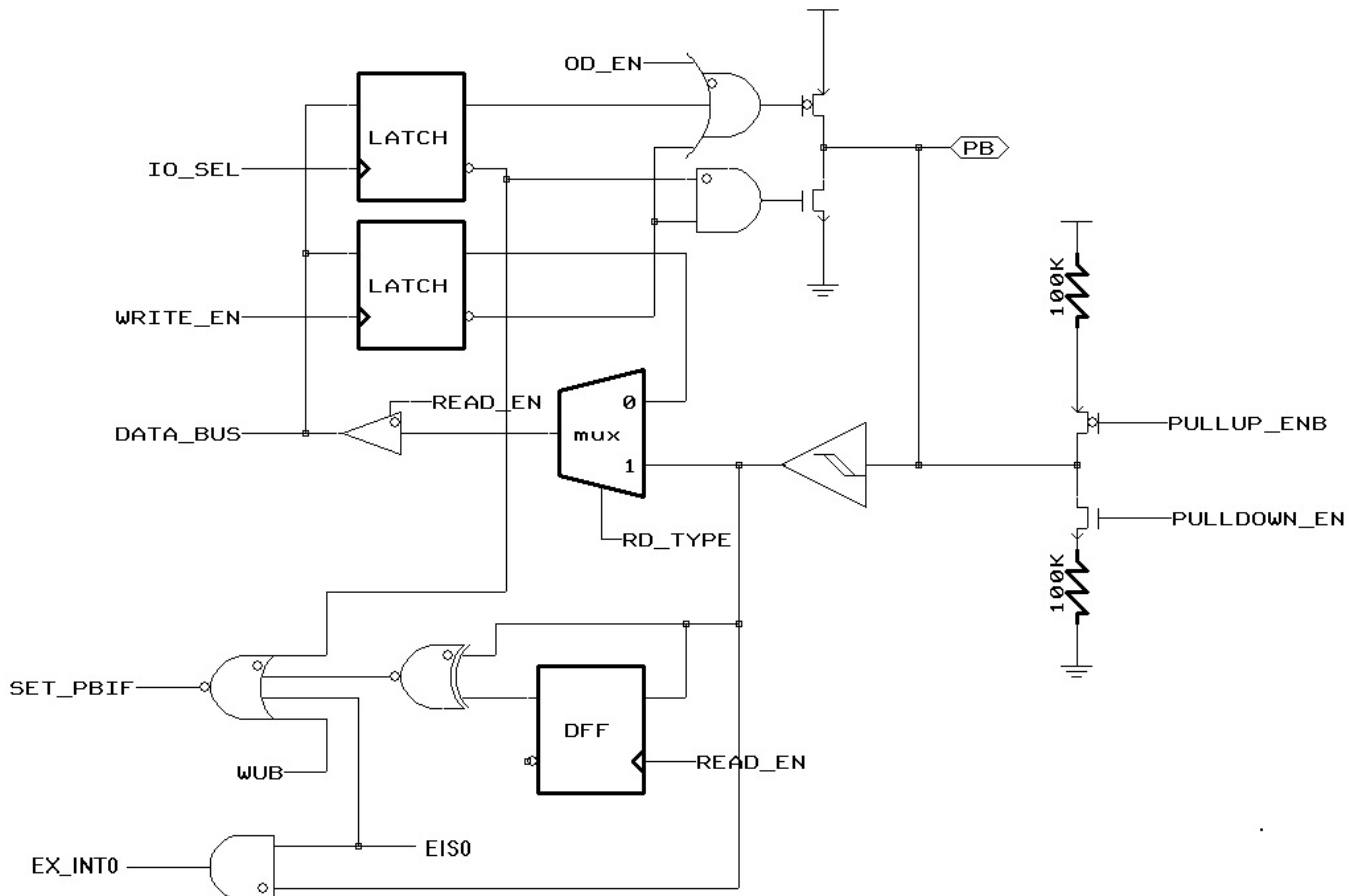 OD_EN
LATCH
IO_SEL
PB
LATCH
WRITE_EN
100K
READ_EN
0
DATA_BUS
mux
PULLUP_ENB
1
PULLDOWN_EN
RD_TYPE
100K
SET_PBIF
DFF
WUB
READ_EN
EX_INT0
EIS0